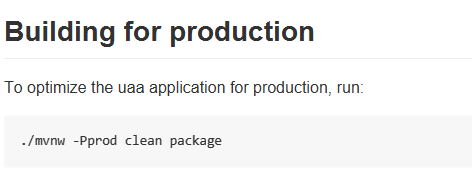 Building for production
To optimize the uaa application for production, run:
./mvnw -Pprod clean package